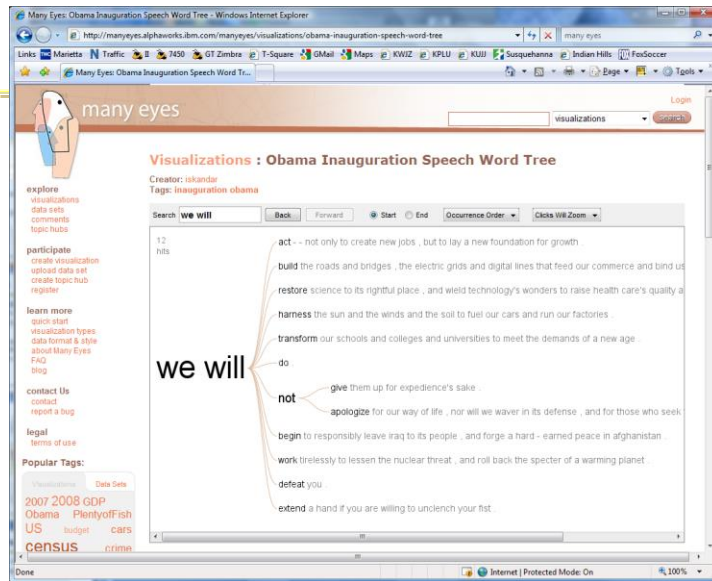 Many Eyes: Obama Inauguration Speech Word Tree - Windows Internet Explorer
http://manyeyes.alphaworks.ibm.com/manyeyes/visualizations/obama-inauguration-speech-word-tree
many eyes
Links Marietta Traffic II 7450 GT Zimbra T-Square GMail Maps KWJZ KPLU KUJJ Susquehanna Indian Hills FoxSoccer
Many Eyes: Obama Inauguration Speech Word Tr...
Page Tools
many eyes
Login
visualizations
search
Visualizations : Obama Inauguration Speech Word Tree
Creator: iskandar
Tags: inauguration obama
explore
visualizations
data sets
comments
topic hubs
participate
create visualization
upload data set
create topic hub
register
learn more
quick start
visualization types
data format & style
about Many Eyes
FAQ
blog
contact Us
contact
report a bug
legal
terms of use
Popular Tags:
Visualizations Data Sets
2007 2008 GDP
Obama PlentyofFish
US budget cars
census crime
Search we will Back Forward Start End Occurrence Order Clicks Will Zoom
12
hits
we will
act - - not only to create new jobs , but to lay a new foundation for growth .
build the roads and bridges , the electric grids and digital lines that feed our commerce and bind us
restore science to its rightful place , and wield technology's wonders to raise health care's quality a
harness the sun and the winds and the soil to fuel our cars and run our factories .
transform our schools and colleges and universities to meet the demands of a new age .
do
not
give them up for expedience's sake .
apologize for our way of life , nor will we waver in its defense , and for those who seek
begin to responsibly leave iraq to its people , and forge a hard - earned peace in afghanistan .
work tirelessly to lessen the nuclear threat , and roll back the specter of a warming planet .
defeat you .
extend a hand if you are willing to unclench your fist .
Done
Internet | Protected Mode: On
100%